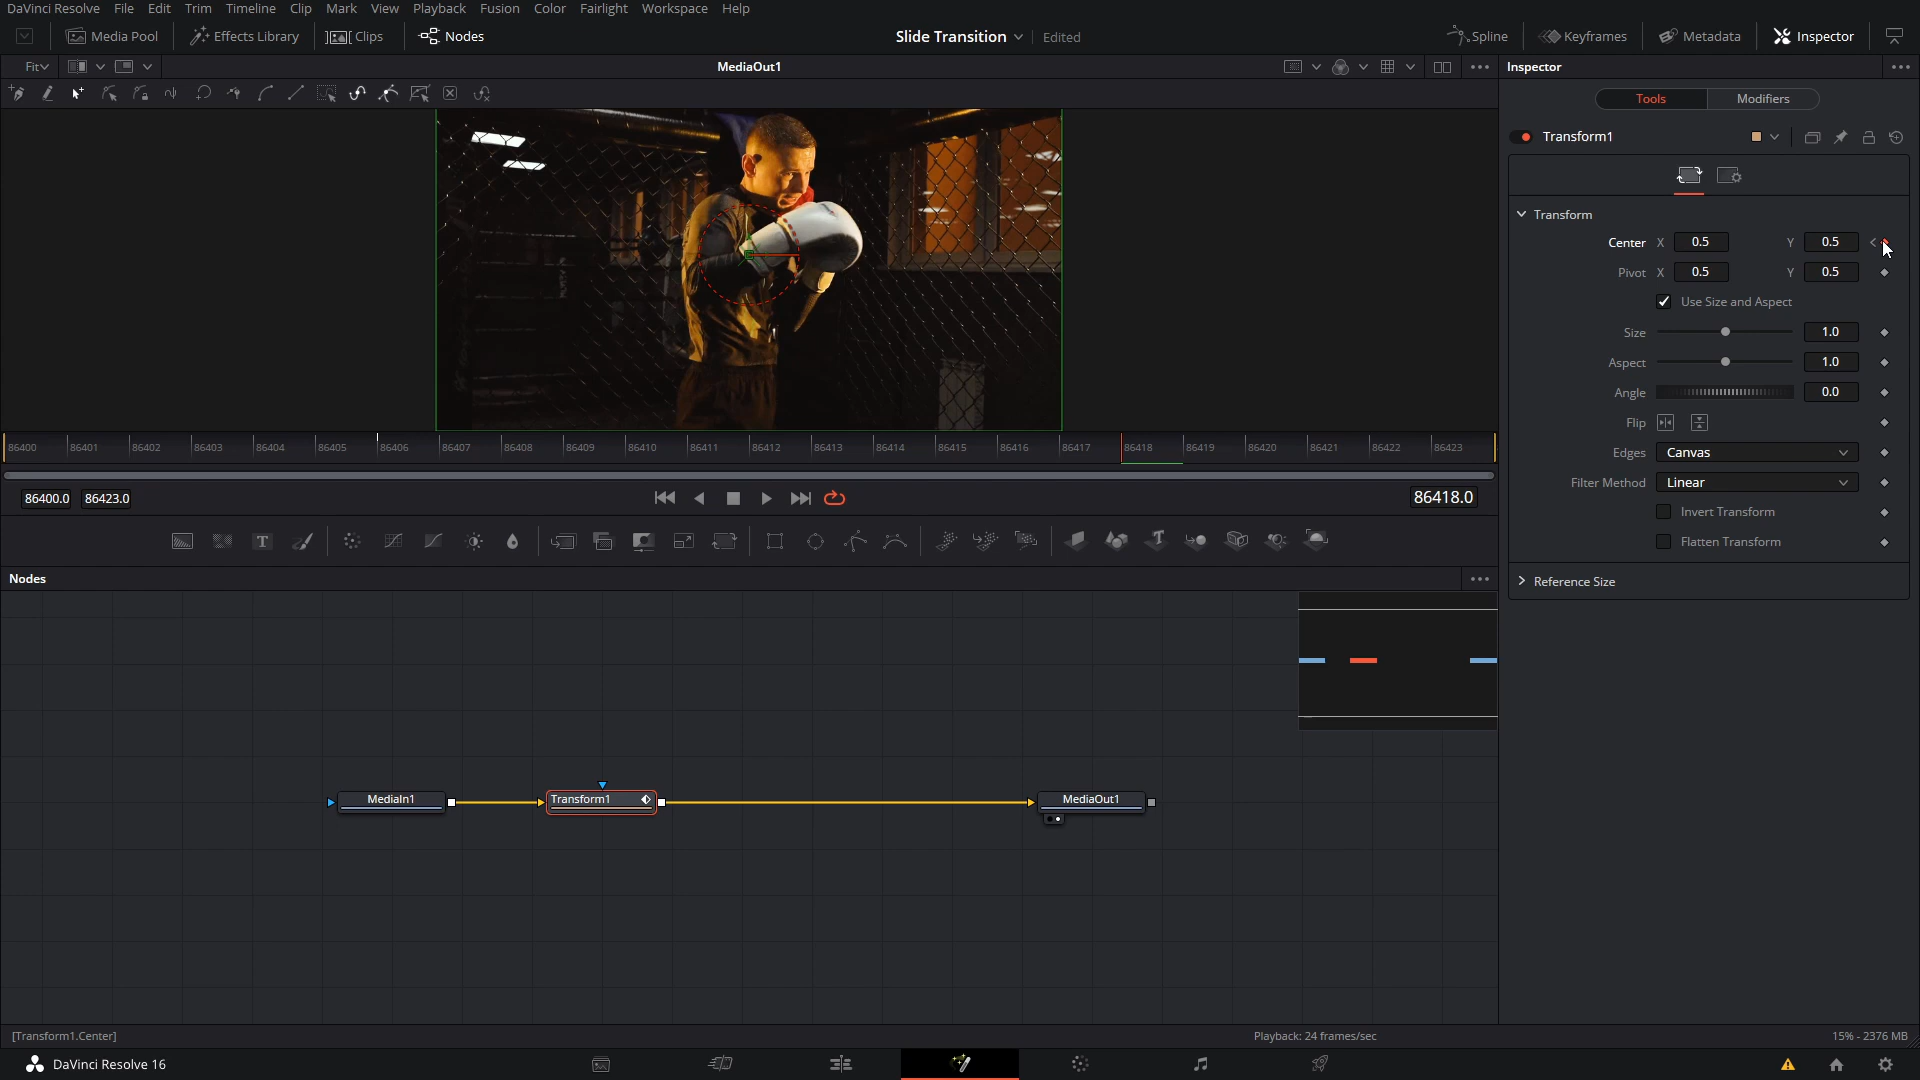 DaVinci Resolve File Edit Trim Timeline Clip Mark View Playback Fusion Color Fairlight Workspace Help
Media Pool Effects Library Clips Nodes Slide Transition Edited Spline Keyframes Metadata Inspector
Fit MediaOut1 Inspector
Tools Modifiers
Transform1
Transform
Center X 0.5 Y 0.5
Pivot X 0.5 Y 0.5
Use Size and Aspect
Size 1.0
Aspect 1.0
Angle 0.0
Flip
Edges Canvas
Filter Method Linear
Invert Transform
Flatten Transform
Reference Size
86400 86401 86402 86403 86404 86405 86406 86407 86408 86409 86410 86411 86412 86413 86414 86415 86416 86417 86418 86419 86420 86421 86422 86423
86400.0 86423.0 86418.0
T T
Nodes
MediaIn1 Transform1 MediaOut1
[Transform1.Center] Playback: 24 frames/sec 15% - 2376 MB
DaVinci Resolve 16